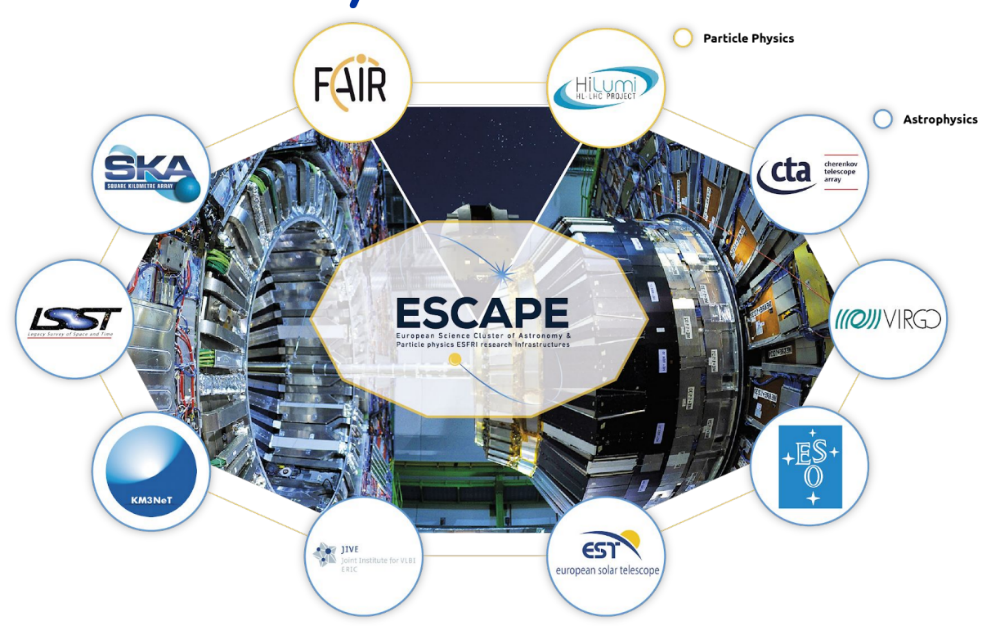 Particle Physics
FAIR
HiLumi
HL-LHC PROJECT
Astrophysics
SKA
SQUARE KILOMETRE ARRAY
cta
cherenkov
telescope
array
ESCAPE
European Science Cluster of Astronomy &
Particle physics ESFRI research Infrastructures
LSST
Legacy Survey of Space and Time
VIRGO
KM3NeT
ES
O
JIVE
Joint Institute for VLBI
ERIC
EST
european solar telescope